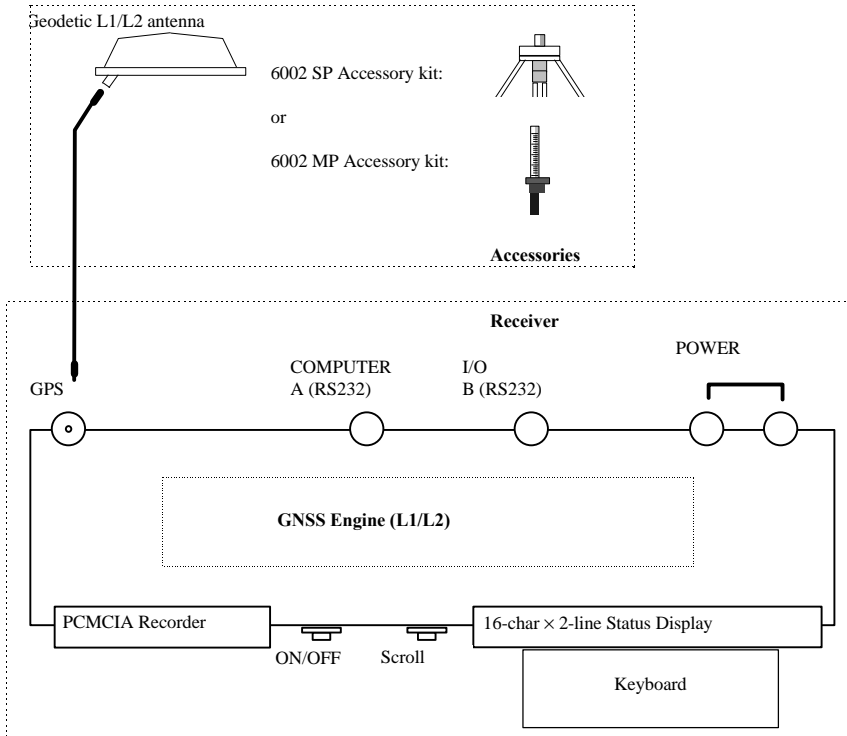 Geodetic L1/L2 antenna
6002 SP Accessory kit:
or
6002 MP Accessory kit:
Accessories
Receiver
POWER
COMPUTER
A (RS232)
I/O
B (RS232)
GPS
GNSS Engine (L1/L2)
PCMCIA Recorder
16-char × 2-line Status Display
ON/OFF
Scroll
Keyboard